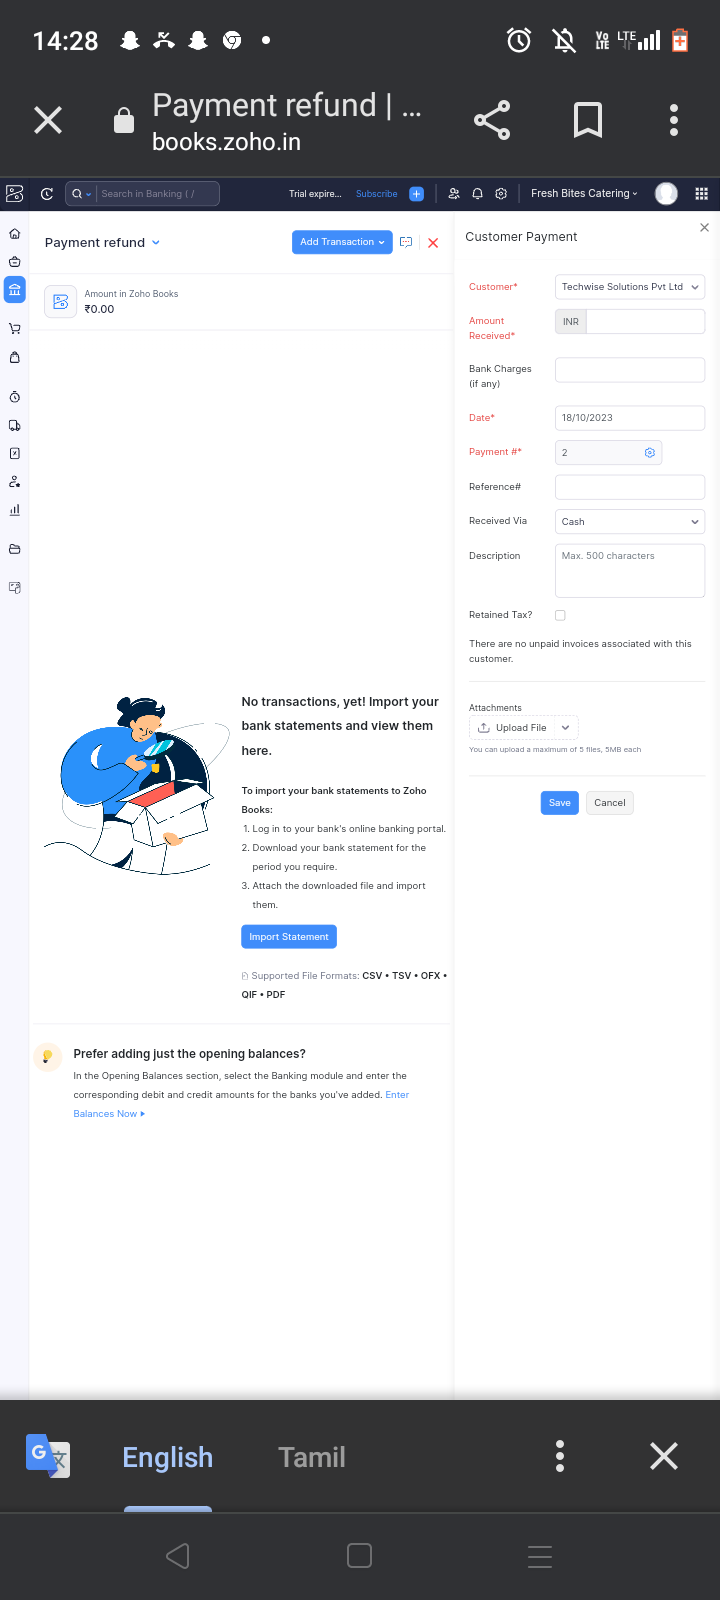 14:28
Vo LTE
LTE
Payment refund | ...
books.zoho.in
Search in Banking ( /
Trial expire...
Subscribe
Fresh Bites Catering
Payment refund
Add Transaction
Amount in Zoho Books
₹0.00
No transactions, yet! Import your
bank statements and view them
here.
To import your bank statements to Zoho
Books:
1. Log in to your bank's online banking portal.
2. Download your bank statement for the
period you require.
3. Attach the downloaded file and import
them.
Import Statement
Supported File Formats: CSV • TSV • OFX •
QIF • PDF
Prefer adding just the opening balances?
In the Opening Balances section, select the Banking module and enter the
corresponding debit and credit amounts for the banks you've added. Enter
Balances Now
Customer Payment
Customer*
Techwise Solutions Pvt Ltd
Amount
Received*
INR
Bank Charges
(if any)
Date*
18/10/2023
Payment #*
2
Reference#
Received Via
Cash
Description
Max. 500 characters
Retained Tax?
There are no unpaid invoices associated with this
customer.
Attachments
Upload File
You can upload a maximum of 5 files, 5MB each
Save
Cancel
G
English
Tamil